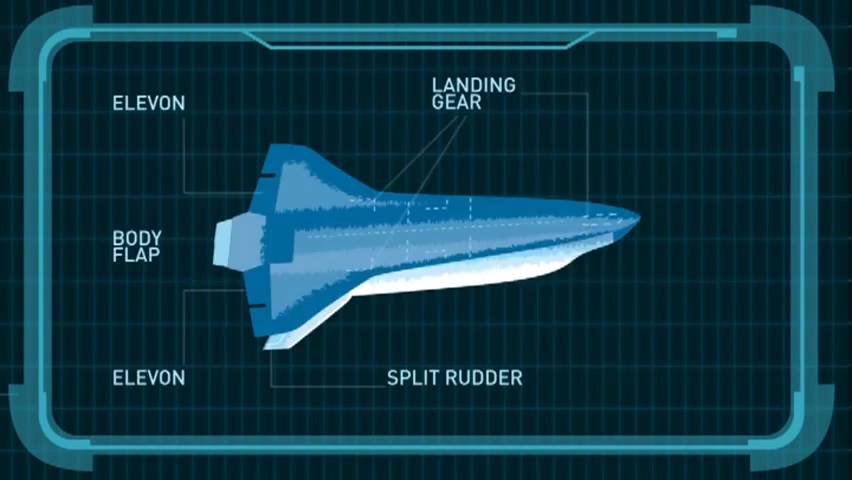 LANDING
GEAR
ELEVON
BODY
FLAP
ELEVON
SPLIT RUDDER